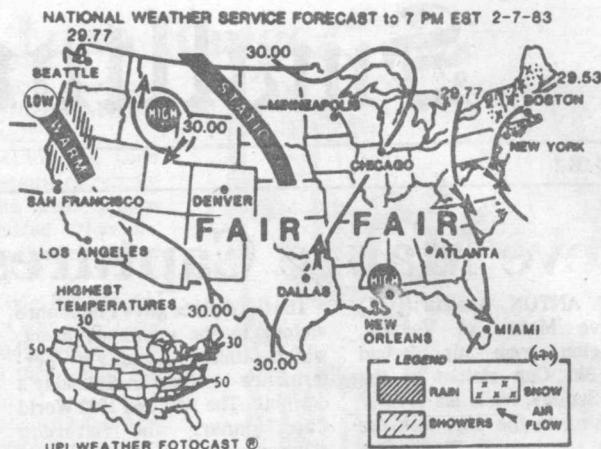 NATIONAL WEATHER SERVICE FORECAST to 7 PM EST 2-7-83
29.77
30.00
SEATTLE
29.77
29.53
BOSTON
LOW
WARM
HIGH
STATIC
MINNEAPOLIS
NEW YORK
30.00
CHICAGO
SAN FRANCISCO
DENVER
FAIR
FAIR
LOS ANGELES
ATLANTA
HIGHEST
TEMPERATURES
DALLAS
HIGH
30
30.00
NEW
ORLEANS
MIAMI
30
30.00
50
50
LEGEND
RAIN
SNOW
SHOWERS
AIR
FLOW
UPI WEATHER FOTOCAST ®